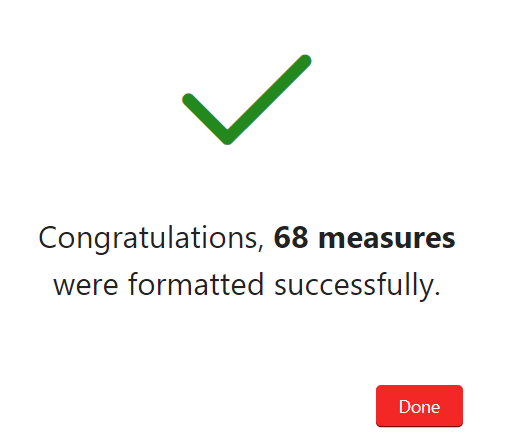 Congratulations, 68 measures
were formatted successfully.
Done